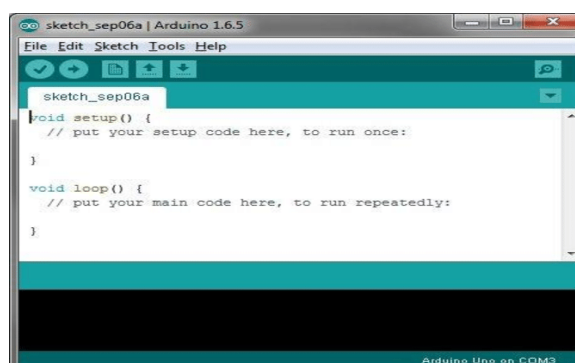 sketch_sep06a | Arduino 1.6.5
File Edit Sketch Tools Help
sketch_sep06a
void setup() {
// put your setup code here, to run once:
}
void loop() {
// put your main code here, to run repeatedly:
}
Arduino Uno on COM3